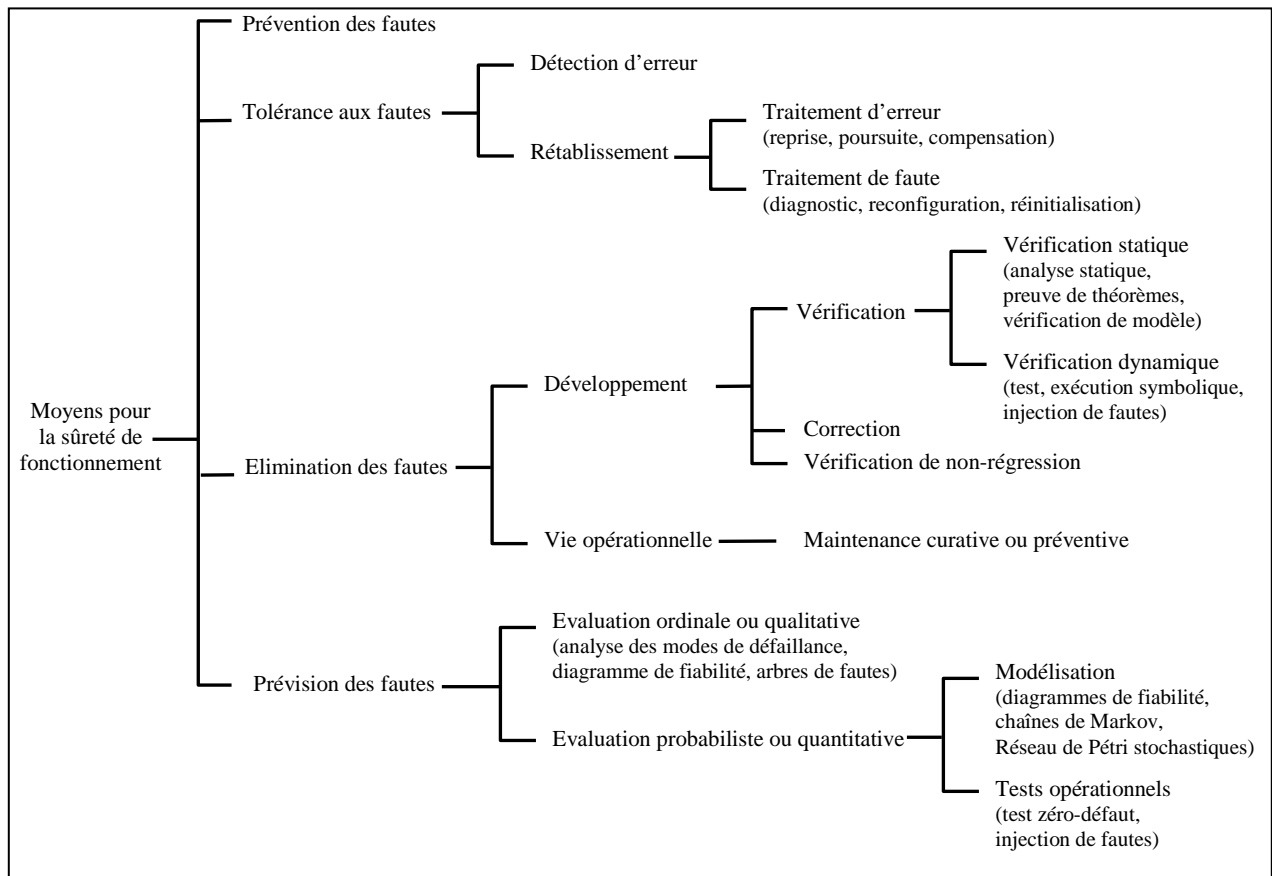 Prévention des fautes
Détection d’erreur
Tolérance aux fautes
Traitement d’erreur
(reprise, poursuite, compensation)
Rétablissement
Traitement de faute
(diagnostic, reconfiguration, réinitialisation)
Vérification statique
(analyse statique,
preuve de théorèmes,
vérification de modèle)
Vérification
Vérification dynamique
(test, exécution symbolique,
injection de fautes)
Développement
Moyens pour
la sûreté de
fonctionnement
Correction
Elimination des fautes
Vérification de non-régression
Vie opérationnelle
Maintenance curative ou préventive
Evaluation ordinale ou qualitative
(analyse des modes de défaillance,
diagramme de fiabilité, arbres de fautes)
Prévision des fautes
Modélisation
(diagrammes de fiabilité,
chaînes de Markov,
Réseau de Pétri stochastiques)
Evaluation probabiliste ou quantitative
Tests opérationnels
(test zéro-défaut,
injection de fautes)